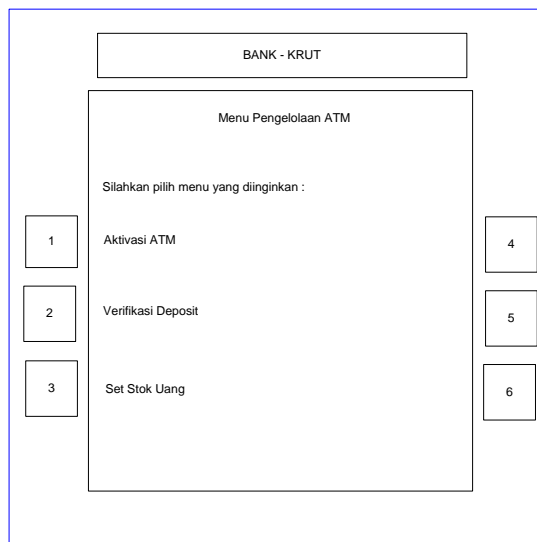 BANK - KRUT
Menu Pengelolaan ATM
Silahkan pilih menu yang diinginkan :
1 Aktivasi ATM 4
2 Verifikasi Deposit 5
3 Set Stok Uang 6